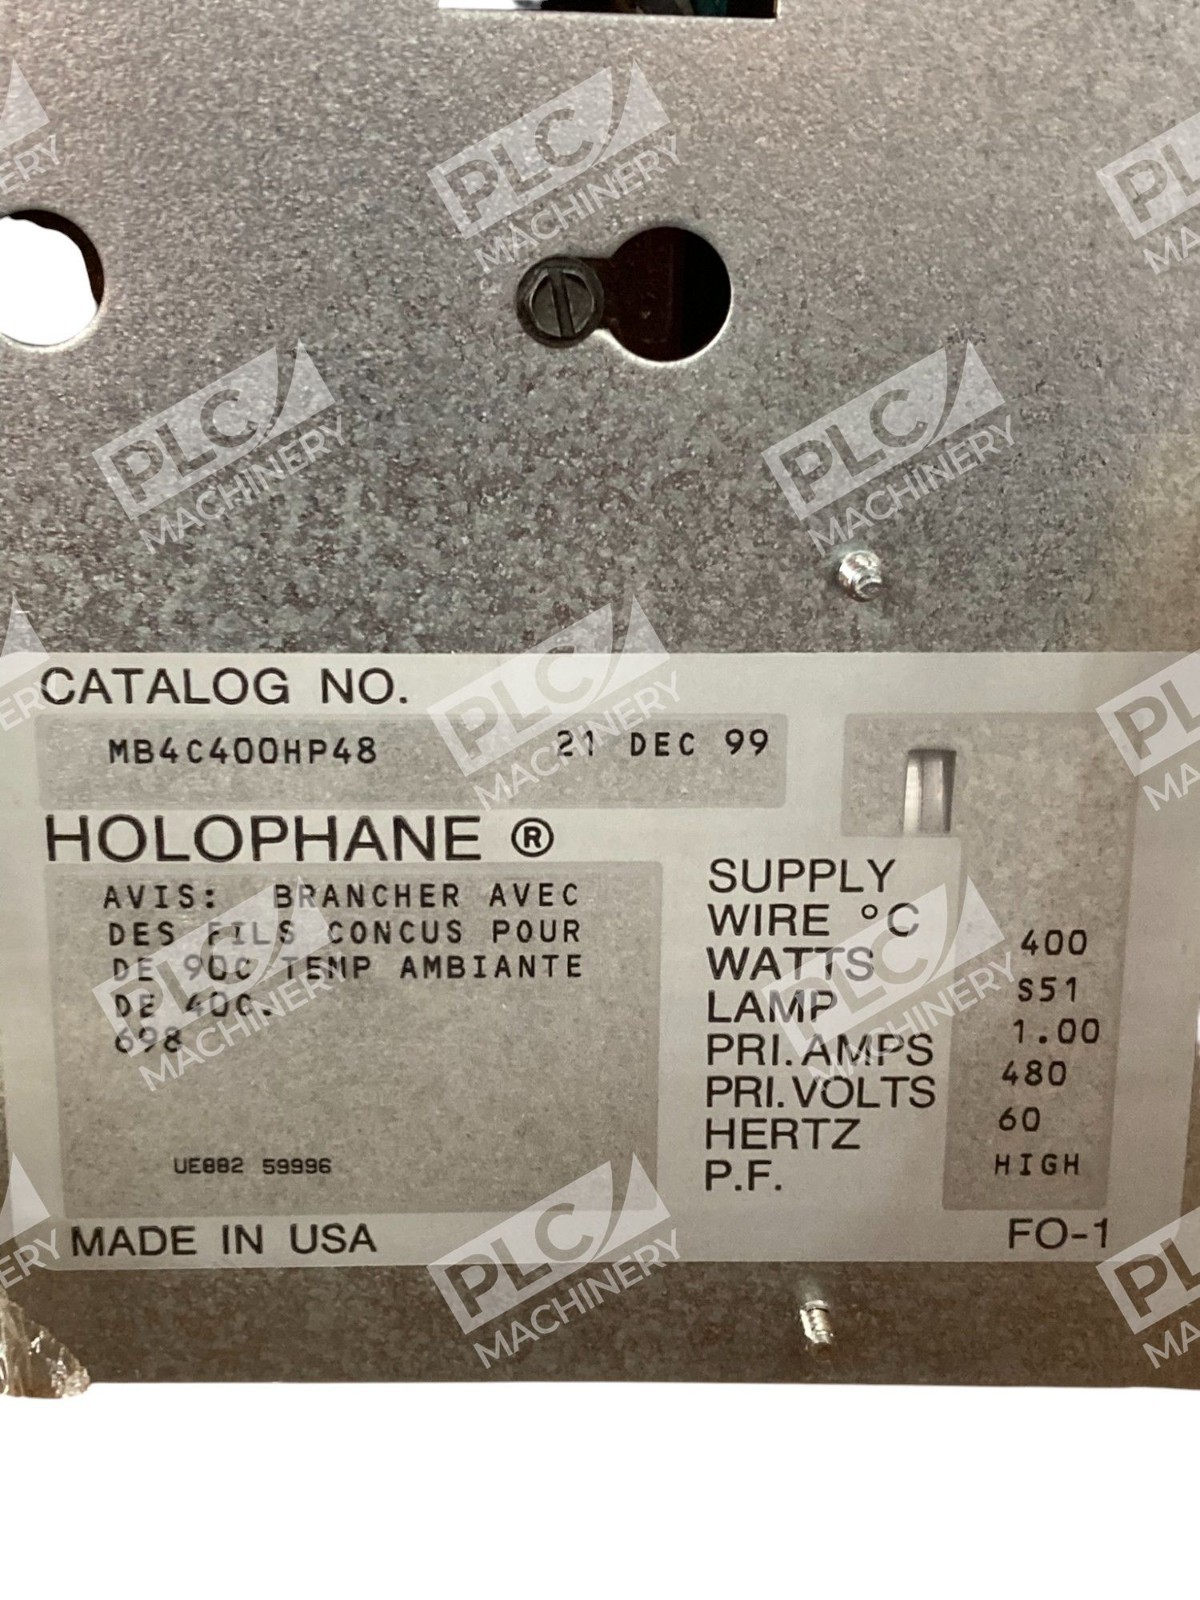 CATALOG NO.
MB4C400HP48 21 DEC 99
HOLOPHANE ®
AVIS: BRANCHER AVEC
DES FILS CONCUS POUR
DE 90C TEMP AMBIANTE
DE 40C.
698
UE882 59996
MADE IN USA
SUPPLY
WIRE °C
WATTS 400
LAMP S51
PRI.AMPS 1.00
PRI.VOLTS 480
HERTZ 60
P.F. HIGH
FO-1
PLC MACHINERY